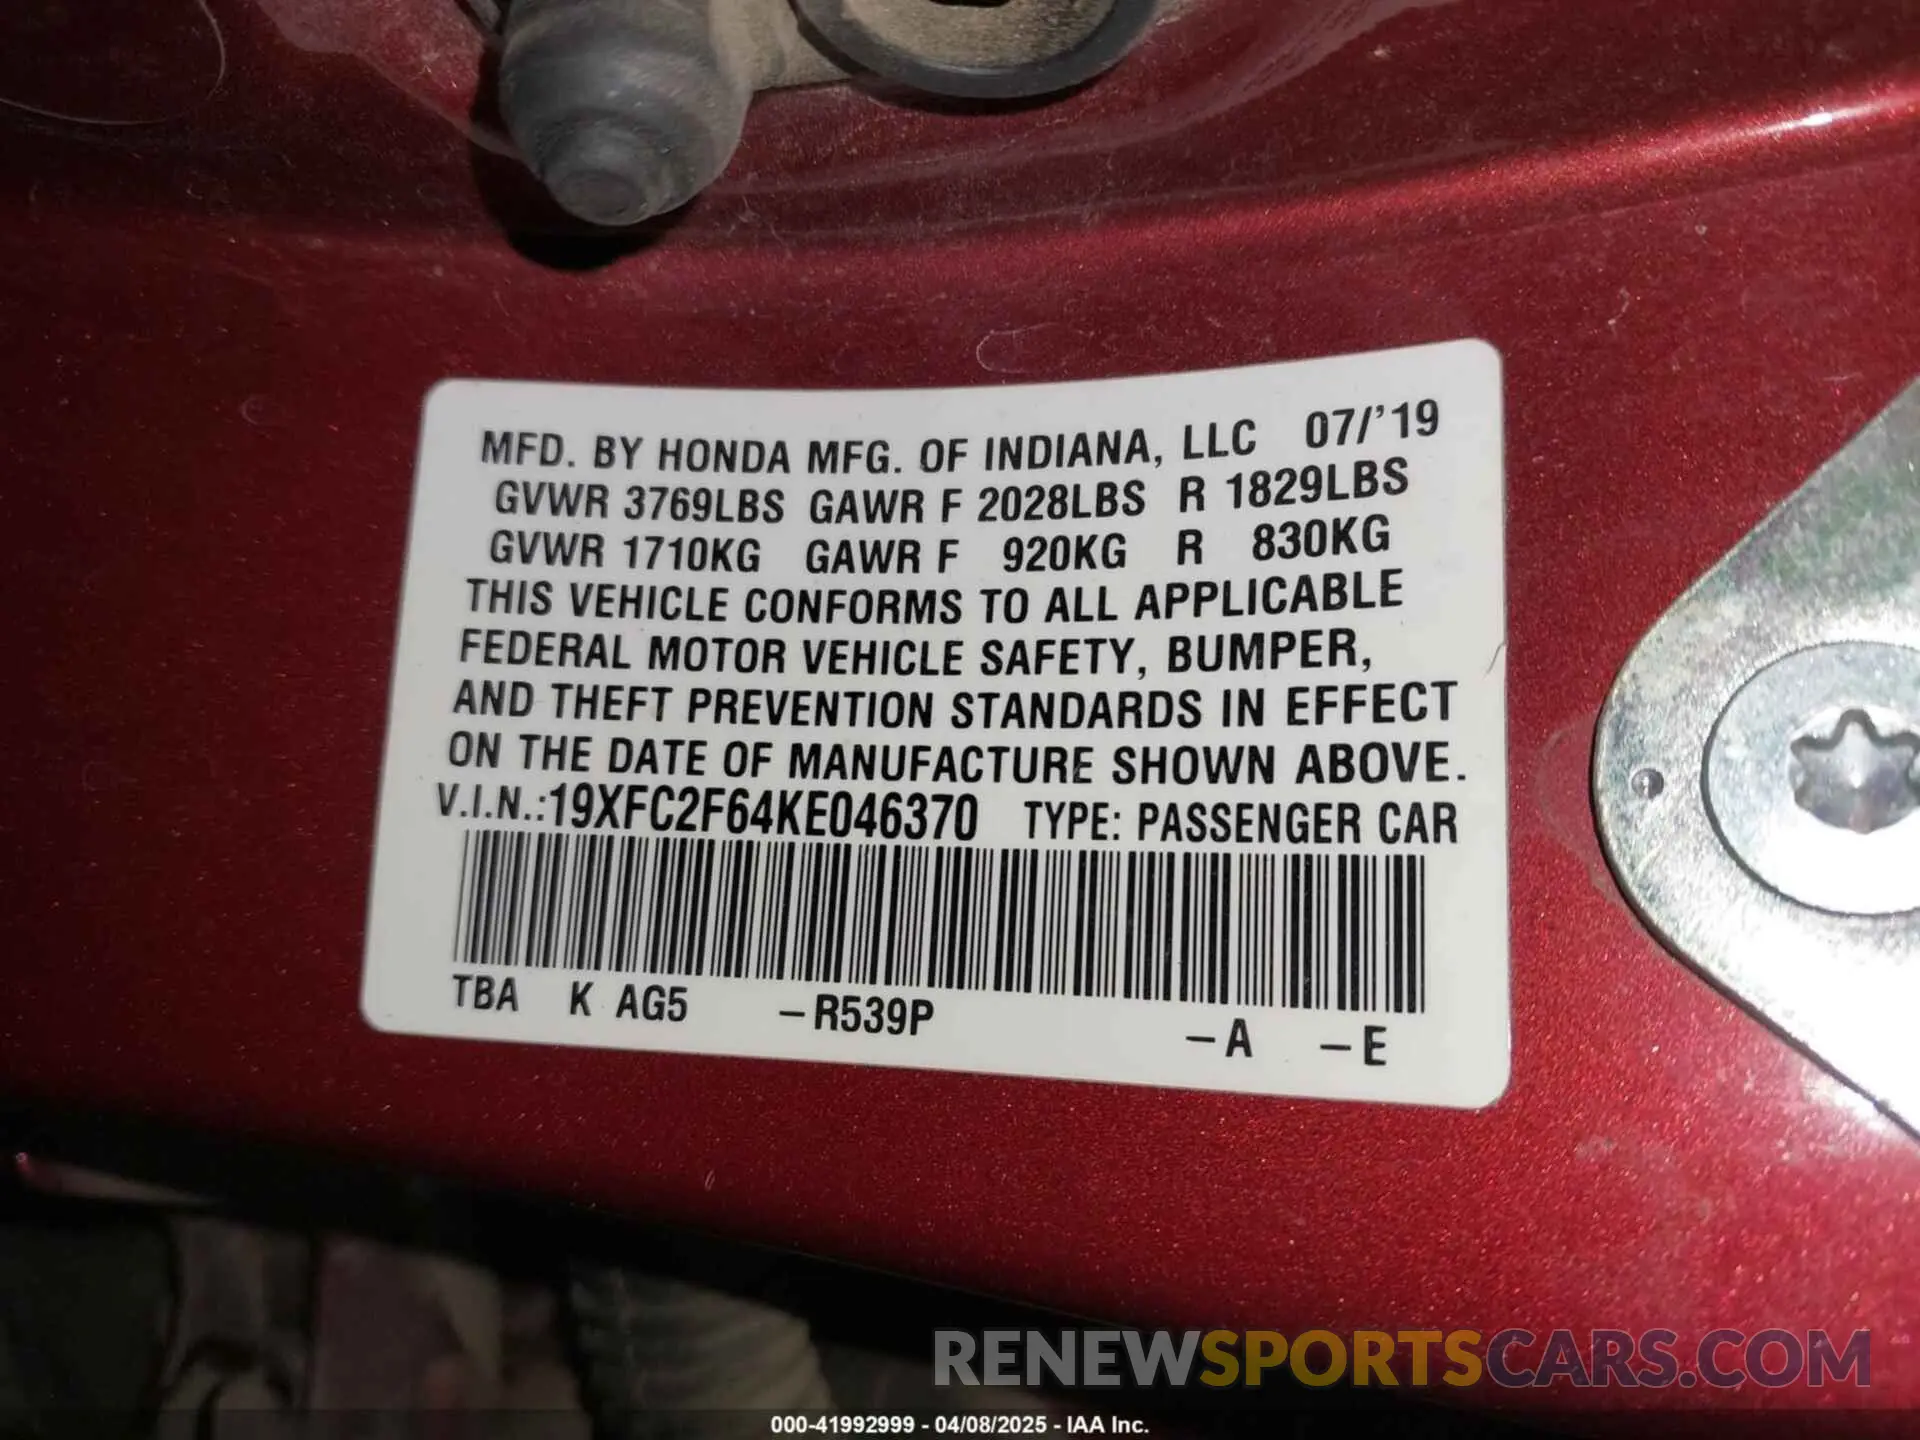 MFD. BY HONDA MFG. OF INDIANA, LLC 07/'19
GVWR 3769LBS GAWR F 2028LBS R 1829LBS
GVWR 1710KG GAWR F 920KG R 830KG
THIS VEHICLE CONFORMS TO ALL APPLICABLE
FEDERAL MOTOR VEHICLE SAFETY, BUMPER,
AND THEFT PREVENTION STANDARDS IN EFFECT
ON THE DATE OF MANUFACTURE SHOWN ABOVE.
V.I.N.:19XFC2F64KE046370 TYPE: PASSENGER CAR
TBA K AG5 –R539P –A –E
RENEWSPORTSCARS.COM
000-41992999 - 04/08/2025 - IAA Inc.